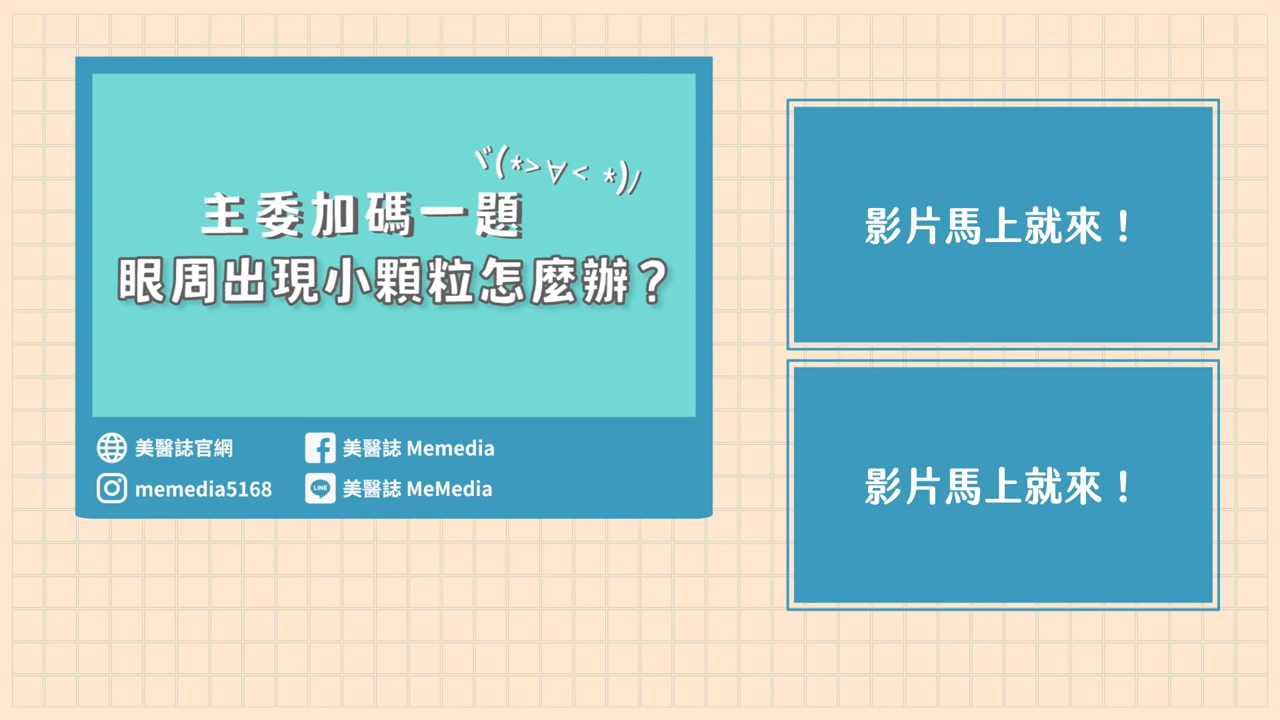 ヾ(*>∀< *)/
主委加碼一題
眼周出現小顆粒怎麼辦？
美醫誌官網
美醫誌 Memedia
memedia5168
LINE
美醫誌 MeMedia
影片馬上就來！
影片馬上就來！